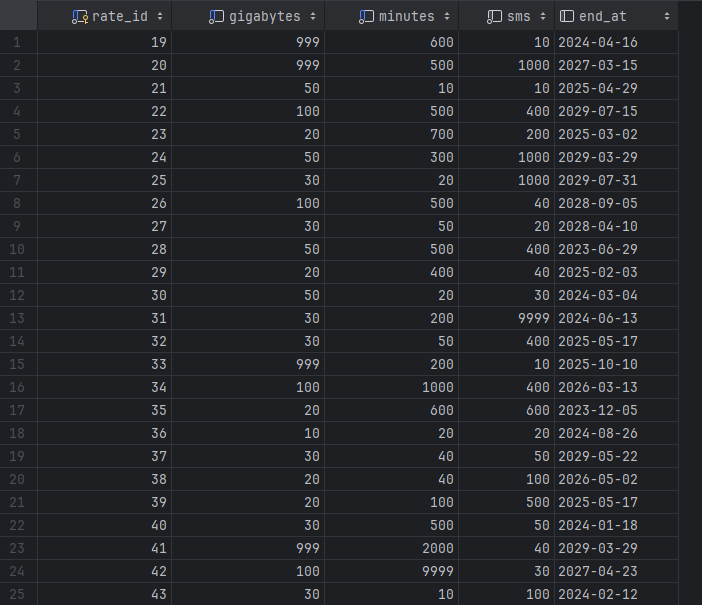 rate_id gigabytes minutes sms end_at
1 19 999 600 10 2024-04-16
2 20 999 500 1000 2027-03-15
3 21 50 10 10 2025-04-29
4 22 100 500 400 2029-07-15
5 23 20 700 200 2025-03-02
6 24 50 300 1000 2029-03-29
7 25 30 20 1000 2029-07-31
8 26 100 500 40 2028-09-05
9 27 30 50 20 2028-04-10
10 28 50 500 400 2023-06-29
11 29 20 400 40 2025-02-03
12 30 50 20 30 2024-03-04
13 31 30 200 9999 2024-06-13
14 32 30 50 400 2025-05-17
15 33 999 200 10 2025-10-10
16 34 100 1000 400 2026-03-13
17 35 20 600 600 2023-12-05
18 36 10 20 20 2024-08-26
19 37 30 40 50 2029-05-22
20 38 20 40 100 2026-05-02
21 39 20 100 500 2025-05-17
22 40 30 500 50 2024-01-18
23 41 999 2000 40 2029-03-29
24 42 100 9999 30 2027-04-23
25 43 30 10 100 2024-02-12